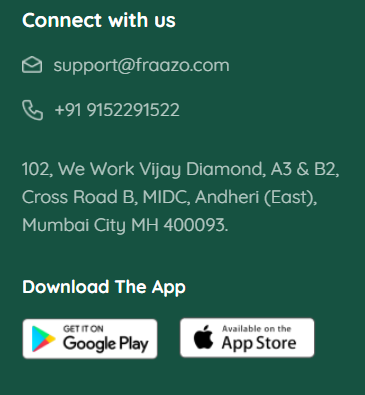 Connect with us
support@fraazo.com
+91 9152291522
102, We Work Vijay Diamond, A3 & B2,
Cross Road B, MIDC, Andheri (East),
Mumbai City MH 400093.
Download The App
GET IT ON
Google Play
Available on the
App Store